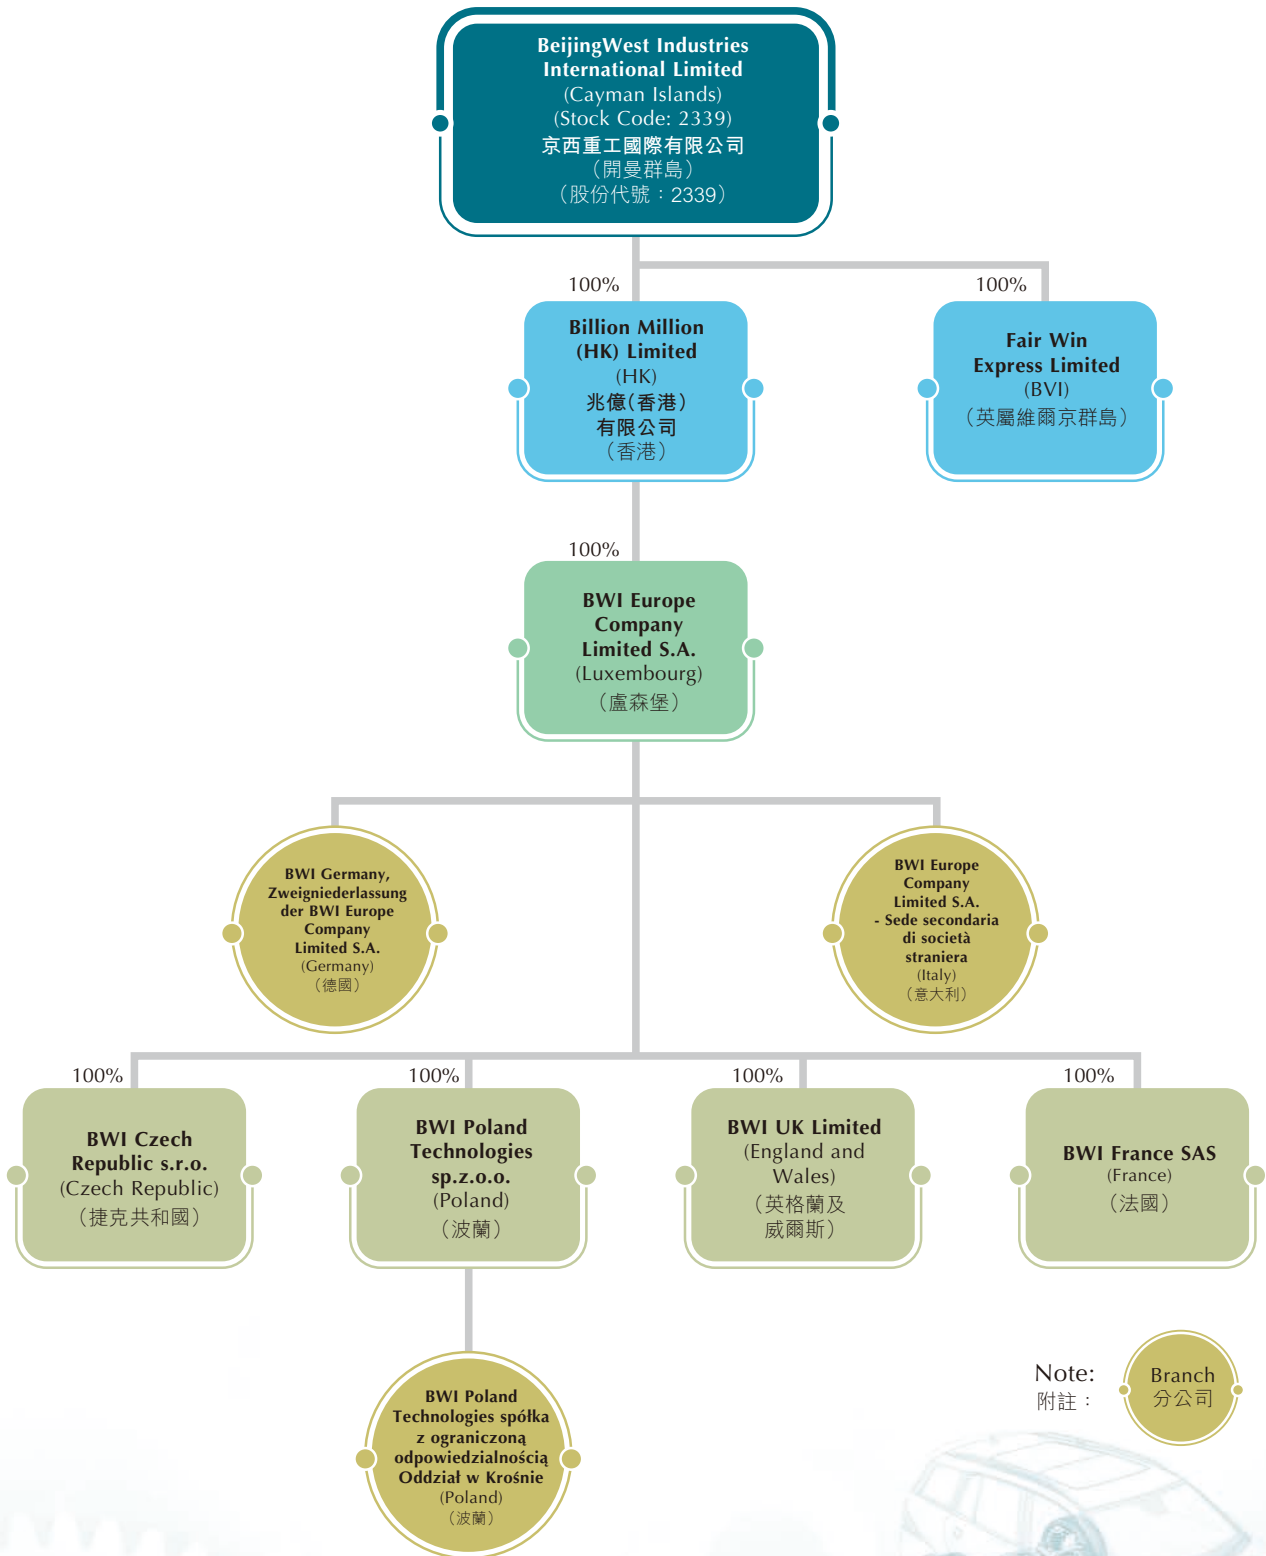 BeijingWest Industries
International Limited
(Cayman Islands)
(Stock Code: 2339)
京西重工國際有限公司
（開曼群島）
（股份代號：2339）
100%
100%
Billion Million
(HK) Limited
(HK)
兆億(香港)
有限公司
（香港）
Fair Win
Express Limited
(BVI)
（英屬維爾京群島）
100%
BWI Europe
Company
Limited S.A.
(Luxembourg)
（盧森堡）
BWI Germany,
Zweigniederlassung
der BWI Europe
Company
Limited S.A.
(Germany)
（德國）
BWI Europe
Company
Limited S.A.
- Sede secondaria
di società
straniera
(Italy)
（意大利）
100%
100%
100%
100%
BWI Czech
Republic s.r.o.
(Czech Republic)
（捷克共和國）
BWI Poland
Technologies
sp.z.o.o.
(Poland)
（波蘭）
BWI UK Limited
(England and
Wales)
（英格蘭及
威爾斯）
BWI France SAS
(France)
（法國）
BWI Poland
Technologies spółka
z ograniczoną
odpowiedzialnością
Oddział w Krośnie
(Poland)
（波蘭）
Note:
附註：
Branch
分公司